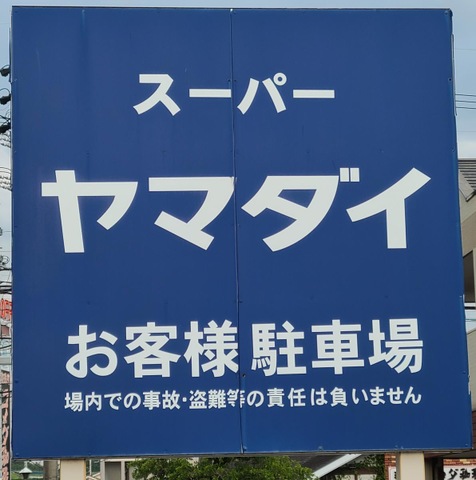 スーパー
ヤマダイ
お客様駐車場
場内での事故・盗難等の責任は負いません